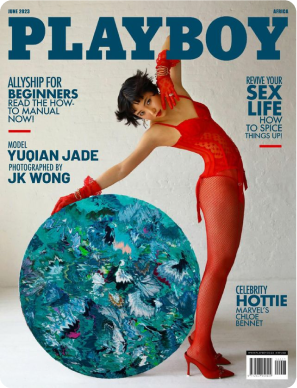 JUNE 2023
AFRICA
PLAYBOY
ALLYSHIP FOR
BEGINNERS
READ THE HOW-
TO MANUAL
NOW!
MODEL
YUQIAN JADE
PHOTOGRAPHED BY
JK WONG
REVIVE YOUR
SEX
LIFE
HOW
TO SPICE
THINGS UP!
CELEBRITY
HOTTIE
MARVEL'S
CHLOE
BENNET